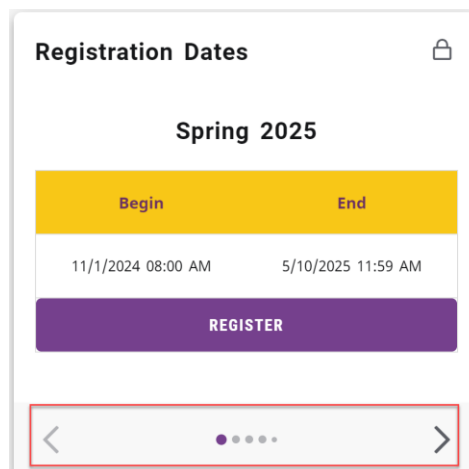 Registration Dates
Spring 2025
Begin End
11/1/2024 08:00 AM 5/10/2025 11:59 AM
REGISTER